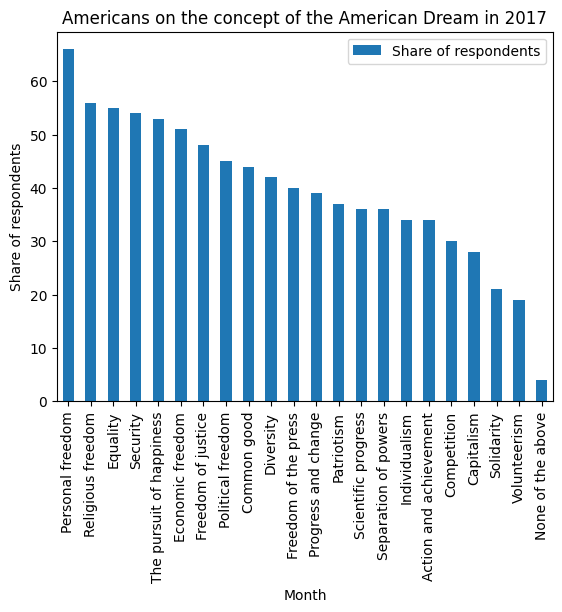 Americans on the concept of the American Dream in 2017
Share of respondents
Share of respondents
60
50
40
30
20
10
0
Personal freedom
Religious freedom
Equality
Security
The pursuit of happiness
Economic freedom
Freedom of justice
Political freedom
Common good
Diversity
Freedom of the press
Progress and change
Patriotism
Scientific progress
Separation of powers
Individualism
Action and achievement
Competition
Capitalism
Solidarity
Volunteerism
None of the above
Month